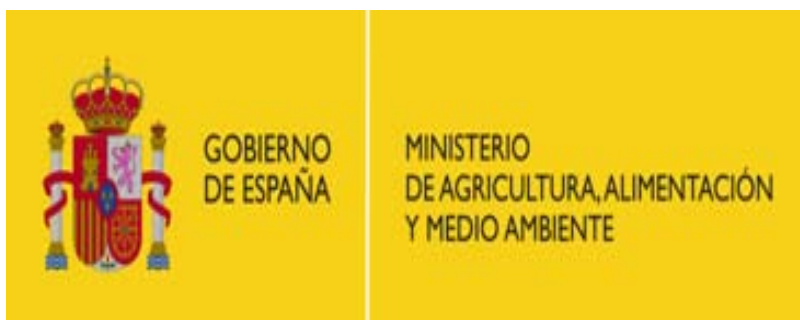 GOBIERNO
DE ESPAÑA
MINISTERIO
DE AGRICULTURA, ALIMENTACIÓN
Y MEDIO AMBIENTE